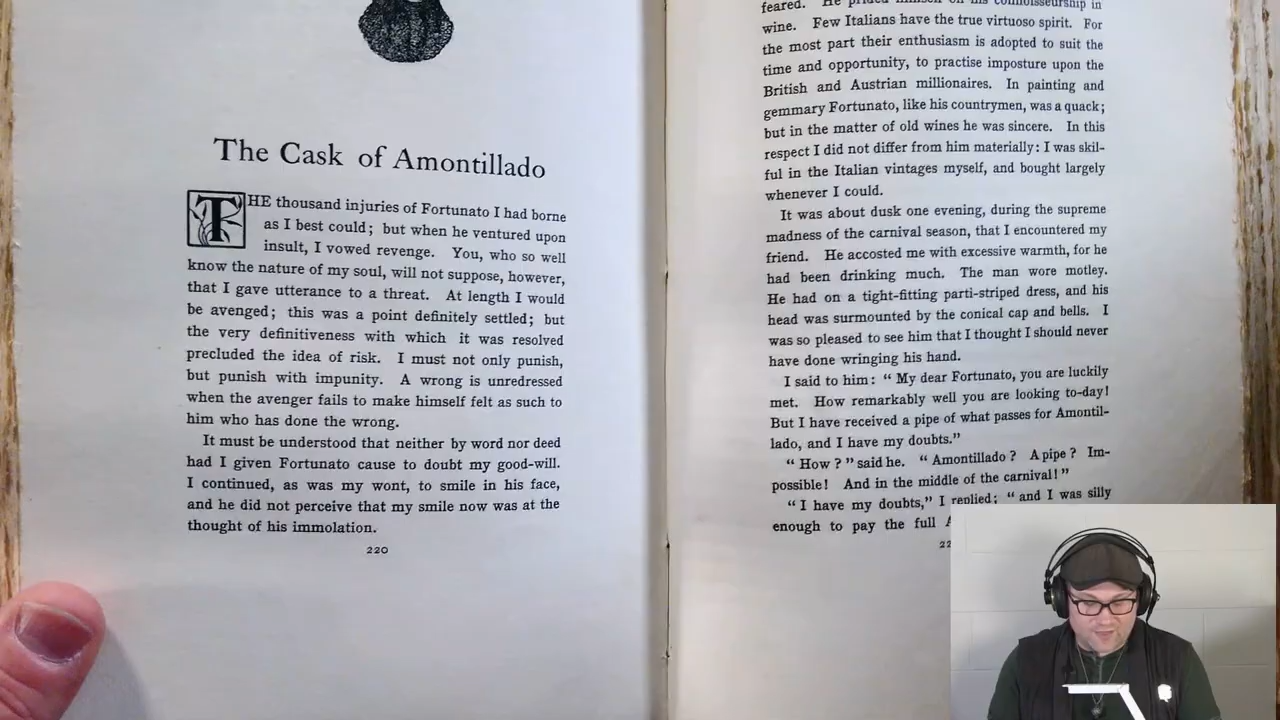 The Cask of Amontillado
THE thousand injuries of Fortunato I had borne
as I best could; but when he ventured upon
insult, I vowed revenge. You, who so well
know the nature of my soul, will not suppose, however,
that I gave utterance to a threat. At length I would
be avenged; this was a point definitely settled; but
the very definitiveness with which it was resolved
precluded the idea of risk. I must not only punish,
but punish with impunity. A wrong is unredressed
when the avenger fails to make himself felt as such to
him who has done the wrong.
It must be understood that neither by word nor deed
had I given Fortunato cause to doubt my good-will.
I continued, as was my wont, to smile in his face,
and he did not perceive that my smile now was at the
thought of his immolation.
220
feared. He prided himself on his connoisseurship in
wine. Few Italians have the true virtuoso spirit. For
the most part their enthusiasm is adopted to suit the
time and opportunity, to practise imposture upon the
British and Austrian millionaires. In painting and
gemmary Fortunato, like his countrymen, was a quack;
but in the matter of old wines he was sincere. In this
respect I did not differ from him materially: I was skil-
ful in the Italian vintages myself, and bought largely
whenever I could.
It was about dusk one evening, during the supreme
madness of the carnival season, that I encountered my
friend. He accosted me with excessive warmth, for he
had been drinking much. The man wore motley.
He had on a tight-fitting parti-striped dress, and his
head was surmounted by the conical cap and bells. I
was so pleased to see him that I thought I should never
have done wringing his hand.
I said to him: “ My dear Fortunato, you are luckily
met. How remarkably well you are looking to-day!
But I have received a pipe of what passes for Amontil-
lado, and I have my doubts.”
“ How ? ” said he. “ Amontillado ? A pipe ? Im-
possible! And in the middle of the carnival! ”
“ I have my doubts,” I replied; “ and I was silly
enough to pay the full